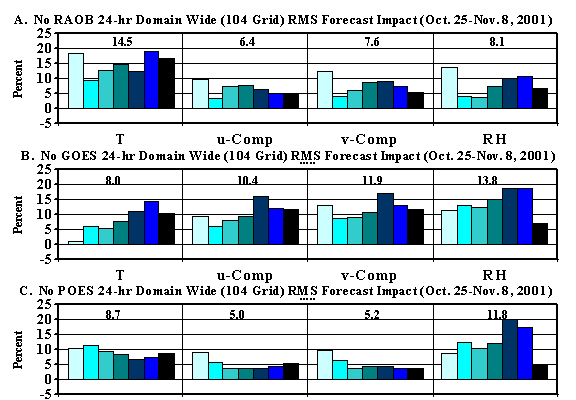 A. No RAOB 24-hr Domain Wide (104 Grid) RMS Forecast Impact (Oct. 25-Nov. 8, 2001)
25 14.5 6.4 7.6 8.1
20
15
10
5
0
-5
Percent
T u-Comp v-Comp RH
B. No GOES 24-hr Domain Wide (104 Grid) RMS Forecast Impact (Oct. 25-Nov. 8, 2001)
25 8.0 10.4 11.9 13.8
20
15
10
5
0
-5
Percent
T u-Comp v-Comp RH
C. No POES 24-hr Domain Wide (104 Grid) RMS Forecast Impact (Oct. 25-Nov. 8, 2001)
25 8.7 5.0 5.2 11.8
20
15
10
5
0
-5
Percent